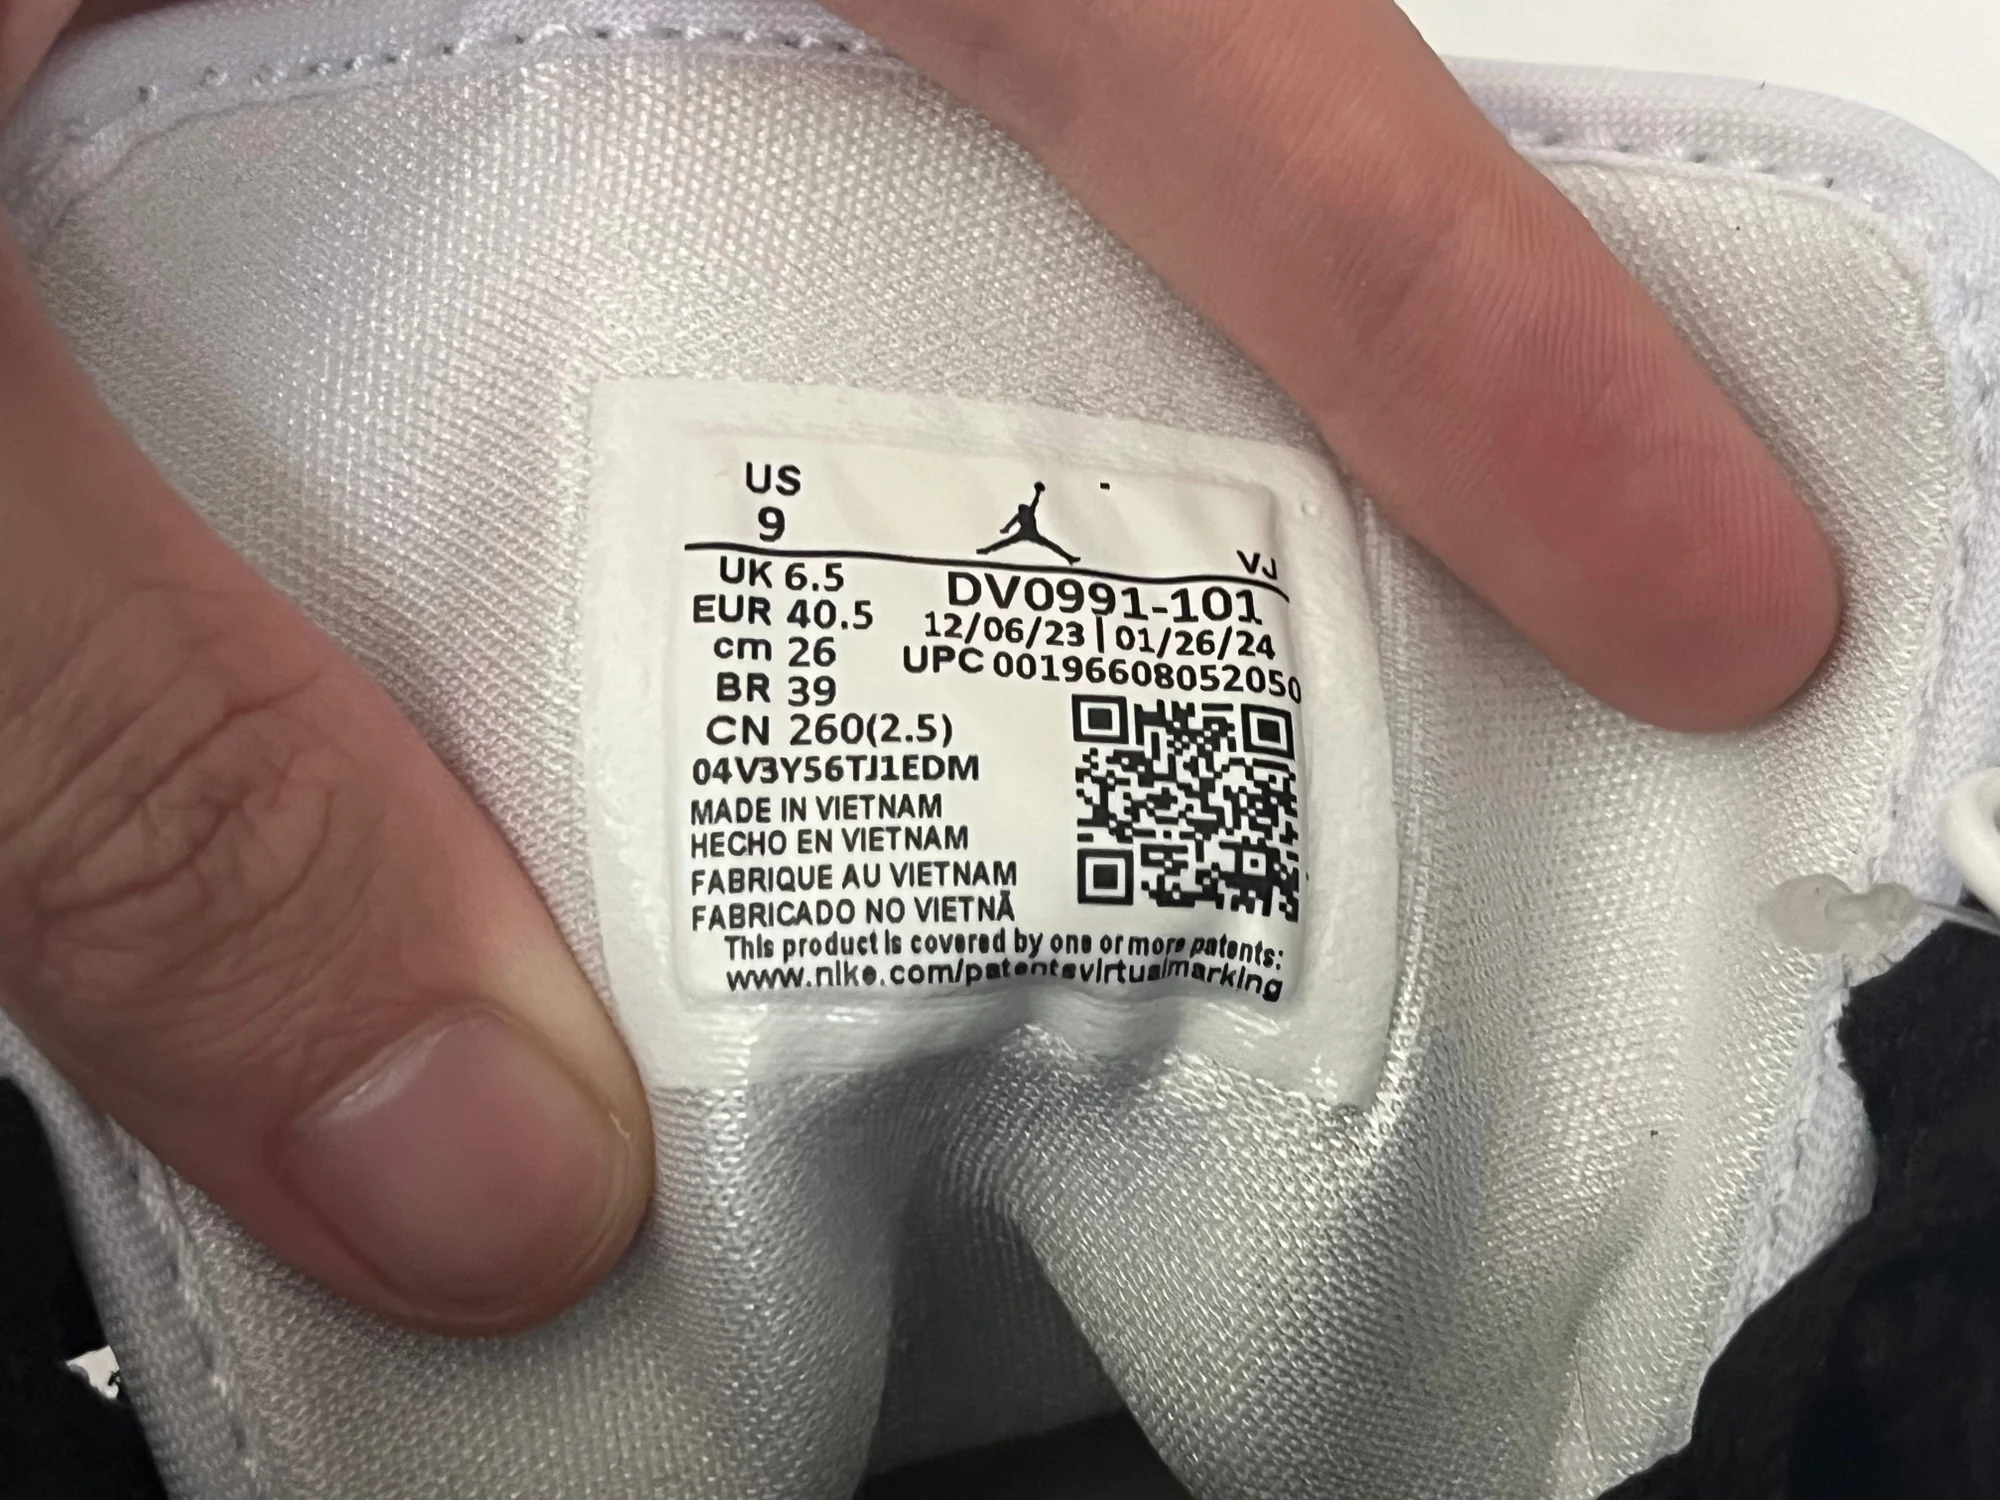 US
9
VJ
UK 6.5
EUR 40.5
cm 26
BR 39
CN 260(2.5)
DV0991-101
12/06/23 | 01/26/24
UPC 00196608052050
04V3Y56TJ1EDM
MADE IN VIETNAM
HECHO EN VIETNAM
FABRIQUE AU VIETNAM
FABRICADO NO VIETNÃ
This product is covered by one or more patents:
www.nike.com/patentsvirtualmarking